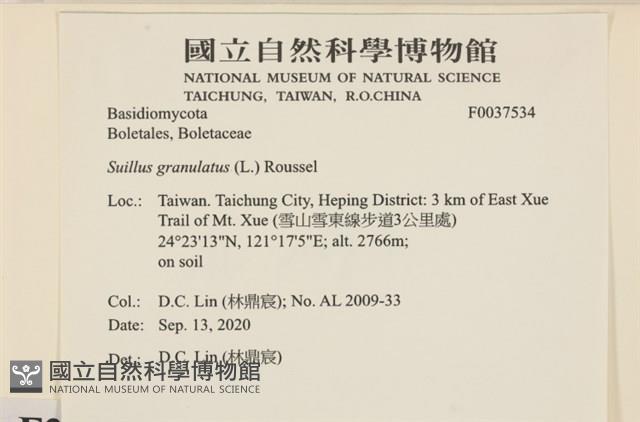 國立自然科學博物館
NATIONAL MUSEUM OF NATURAL SCIENCE
TAICHUNG, TAIWAN, R.O.CHINA
Basidiomycota F0037534
Boletales, Boletaceae
Suillus granulatus (L.) Roussel
Loc.: Taiwan. Taichung City, Heping District: 3 km of East Xue
Trail of Mt. Xue (雪山雪東線步道3公里處)
24°23'13"N, 121°17'5"E; alt. 2766m;
on soil
Col.: D.C. Lin (林鼎宸); No. AL 2009-33
Date: Sep. 13, 2020
Det.: D.C. Lin (林鼎宸)
國立自然科學博物館
NATIONAL MUSEUM OF NATURAL SCIENCE